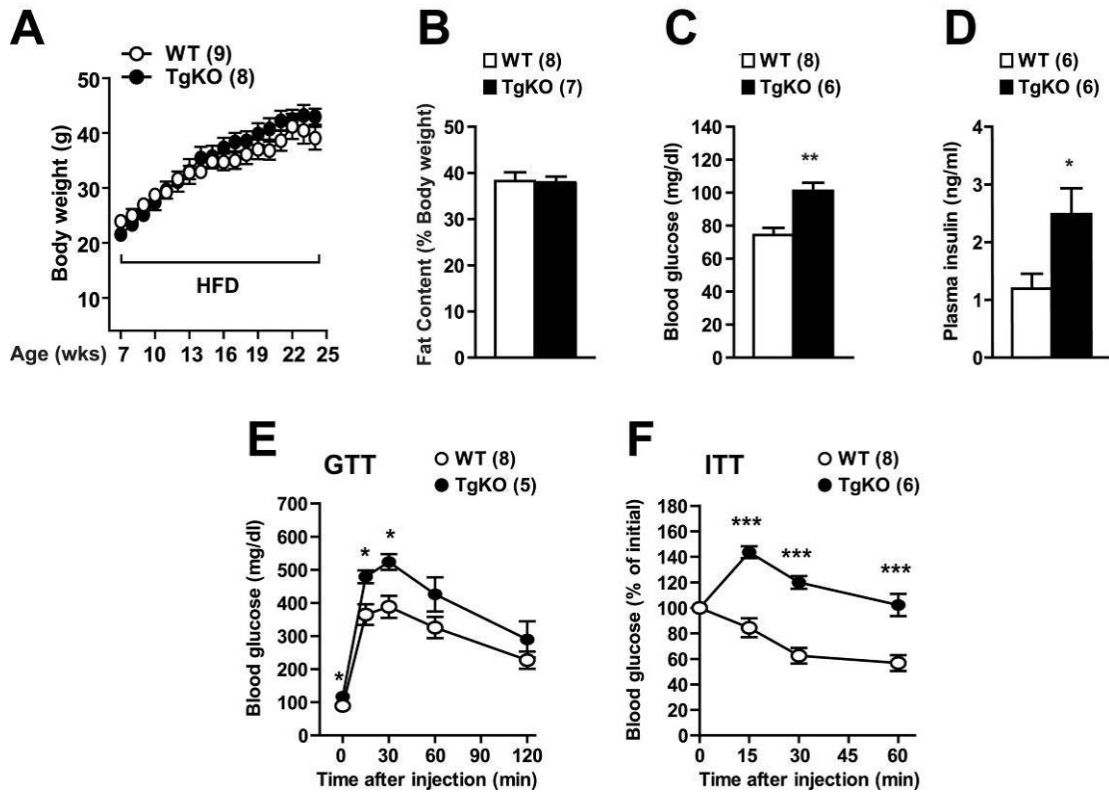 A
WT (9)
TgKO (8)
Body weight (g)
50
40
30
20
10
HFD
Age (wks) 7 10 13 16 19 22 25
B
WT (8)
TgKO (7)
Fat Content (% Body weight)
50
40
30
20
10
0
C
WT (8)
TgKO (6)
Blood glucose (mg/dl)
140
120
100
80
60
40
20
0
**
D
WT (6)
TgKO (6)
Plasma insulin (ng/ml)
4
3
2
1
0
*
E
GTT
WT (8)
TgKO (5)
Blood glucose (mg/dl)
700
600
500
400
300
200
100
0
* * *
0 30 60 90 120
Time after injection (min)
F
ITT
WT (8)
TgKO (6)
Blood glucose (% of initial)
180
160
140
120
100
80
60
40
20
0
*** *** ***
0 15 30 45 60
Time after injection (min)